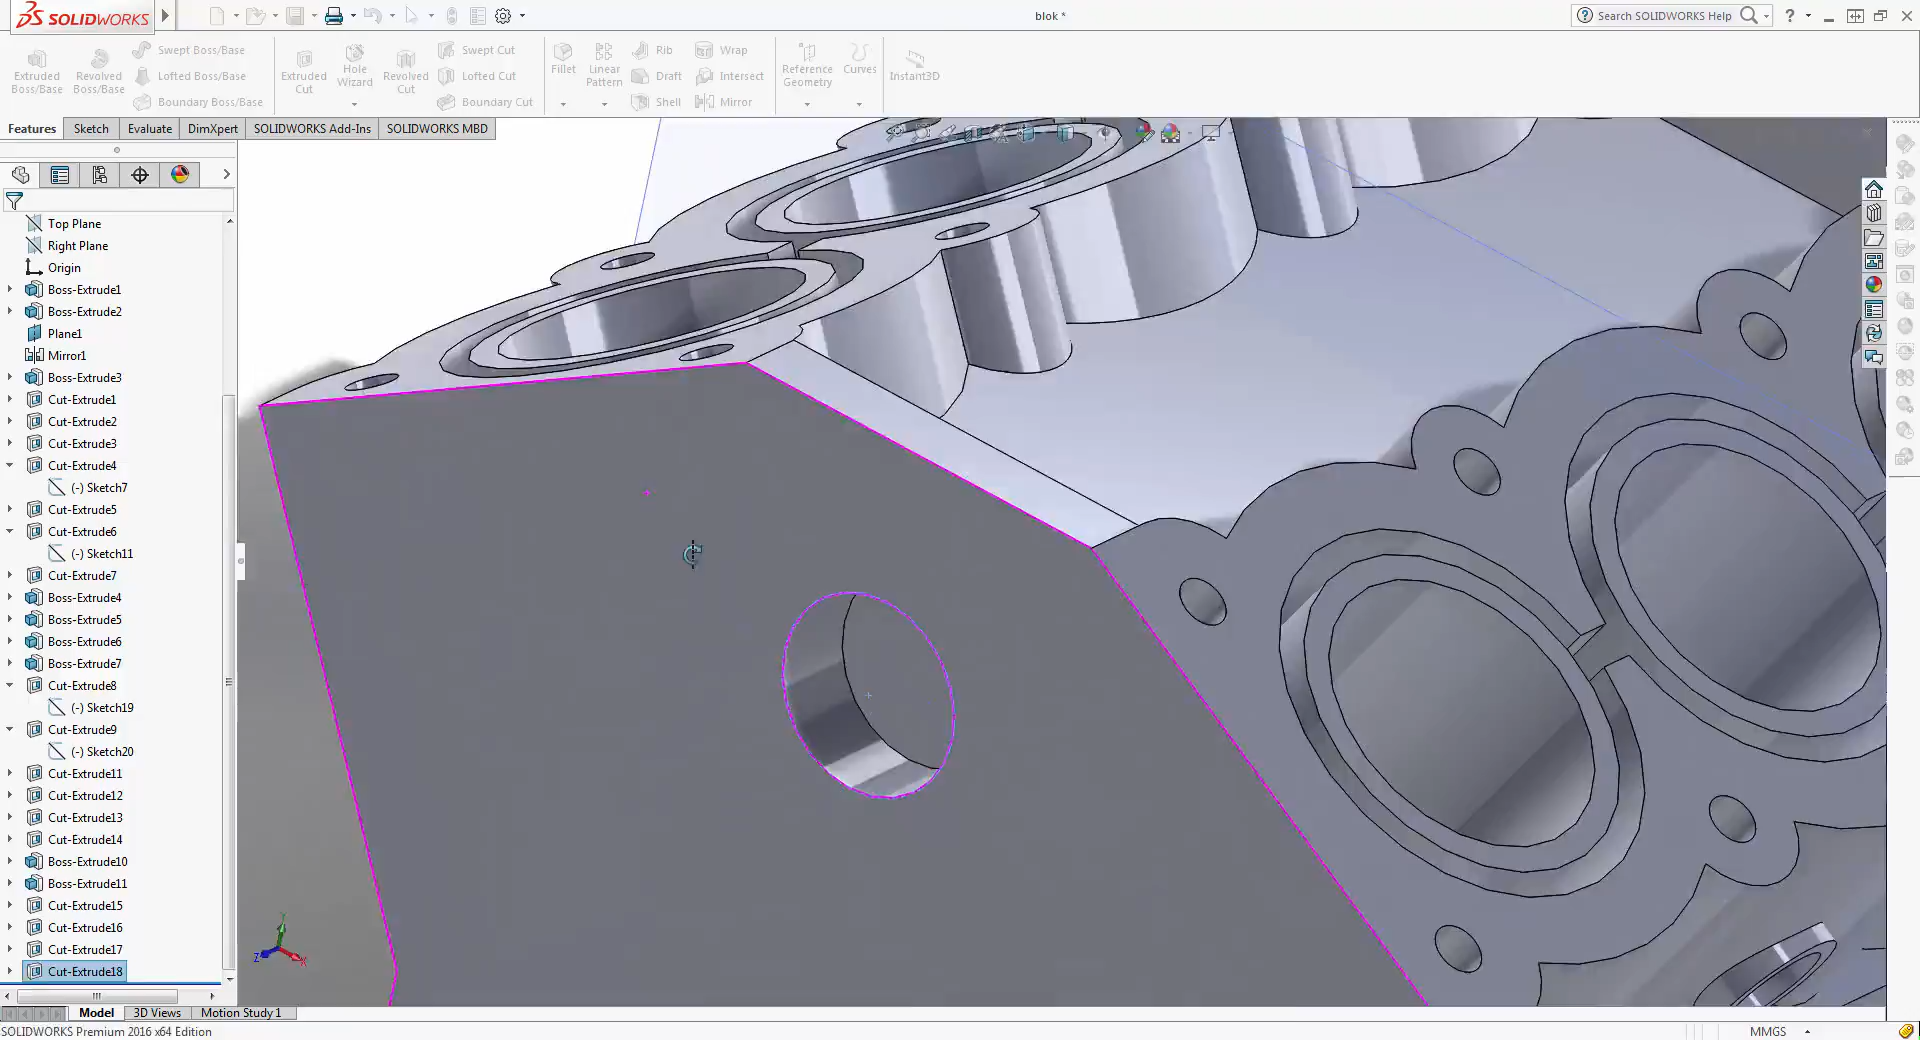 SOLIDWORKS
blok *
Search SOLIDWORKS Help
?
Extruded Boss/Base
Revolved Boss/Base
Swept Boss/Base
Lofted Boss/Base
Boundary Boss/Base
Extruded Cut
Hole Wizard
Revolved Cut
Swept Cut
Lofted Cut
Boundary Cut
Fillet
Linear Pattern
Rib
Draft
Shell
Wrap
Intersect
Mirror
Reference Geometry
Curves
Instant3D
Features
Sketch
Evaluate
DimXpert
SOLIDWORKS Add-Ins
SOLIDWORKS MBD
Top Plane
Right Plane
Origin
Boss-Extrude1
Boss-Extrude2
Plane1
Mirror1
Boss-Extrude3
Cut-Extrude1
Cut-Extrude2
Cut-Extrude3
Cut-Extrude4
(-) Sketch7
Cut-Extrude5
Cut-Extrude6
(-) Sketch11
Cut-Extrude7
Boss-Extrude4
Boss-Extrude5
Boss-Extrude6
Boss-Extrude7
Cut-Extrude8
(-) Sketch19
Cut-Extrude9
(-) Sketch20
Cut-Extrude11
Cut-Extrude12
Cut-Extrude13
Cut-Extrude14
Boss-Extrude10
Boss-Extrude11
Cut-Extrude15
Cut-Extrude16
Cut-Extrude17
Cut-Extrude18
Y
Z
X
Model
3D Views
Motion Study 1
SOLIDWORKS Premium 2016 x64 Edition
MMGS